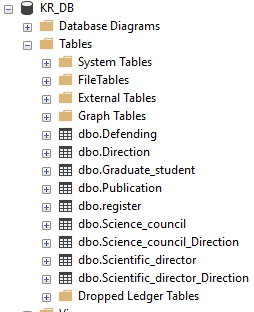 KR_DB
Database Diagrams
Tables
System Tables
FileTables
External Tables
Graph Tables
dbo.Defending
dbo.Direction
dbo.Graduate_student
dbo.Publication
dbo.register
dbo.Science_council
dbo.Science_council_Direction
dbo.Scientific_director
dbo.Scientific_director_Direction
Dropped Ledger Tables